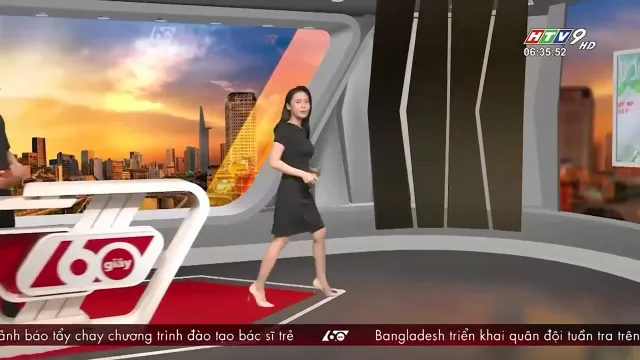 HTV9 HD
06:35:52
60 giây
ảnh báo tẩy chay chương trình đào tạo bác sĩ trẻ 60 Bangladesh triển khai quân đội tuần tra trên